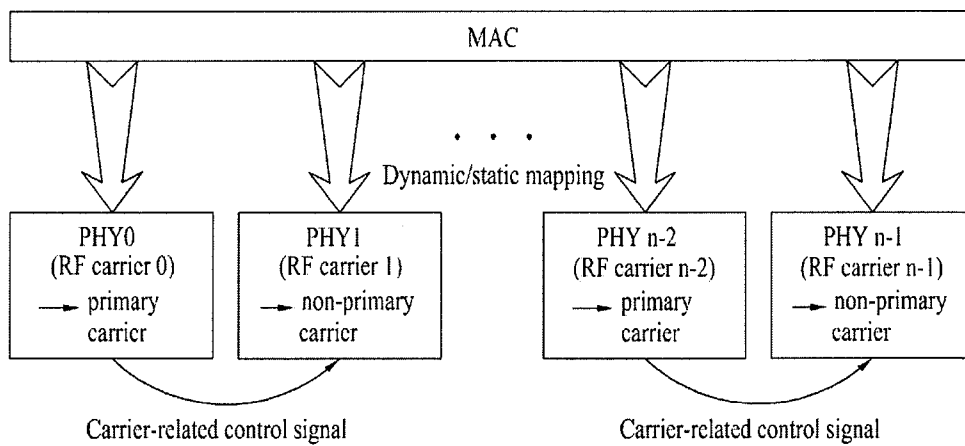 MAC
Dynamic/static mapping
PHY0
(RF carrier 0)
primary
carrier
PHY1
(RF carrier 1)
non-primary
carrier
PHY n-2
(RF carrier n-2)
primary
carrier
PHY n-1
(RF carrier n-1)
non-primary
carrier
Carrier-related control signal
Carrier-related control signal